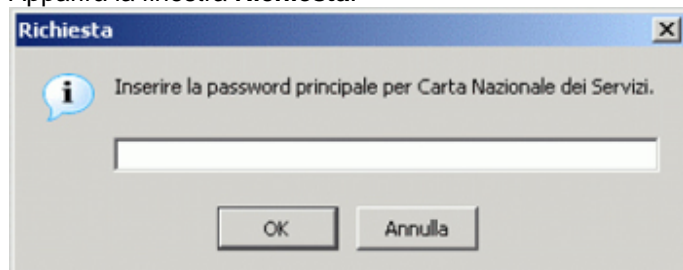 Apparirà la finestra Richiesta:
Richiesta
Inserire la password principale per Carta Nazionale dei Servizi.
OK
Annulla